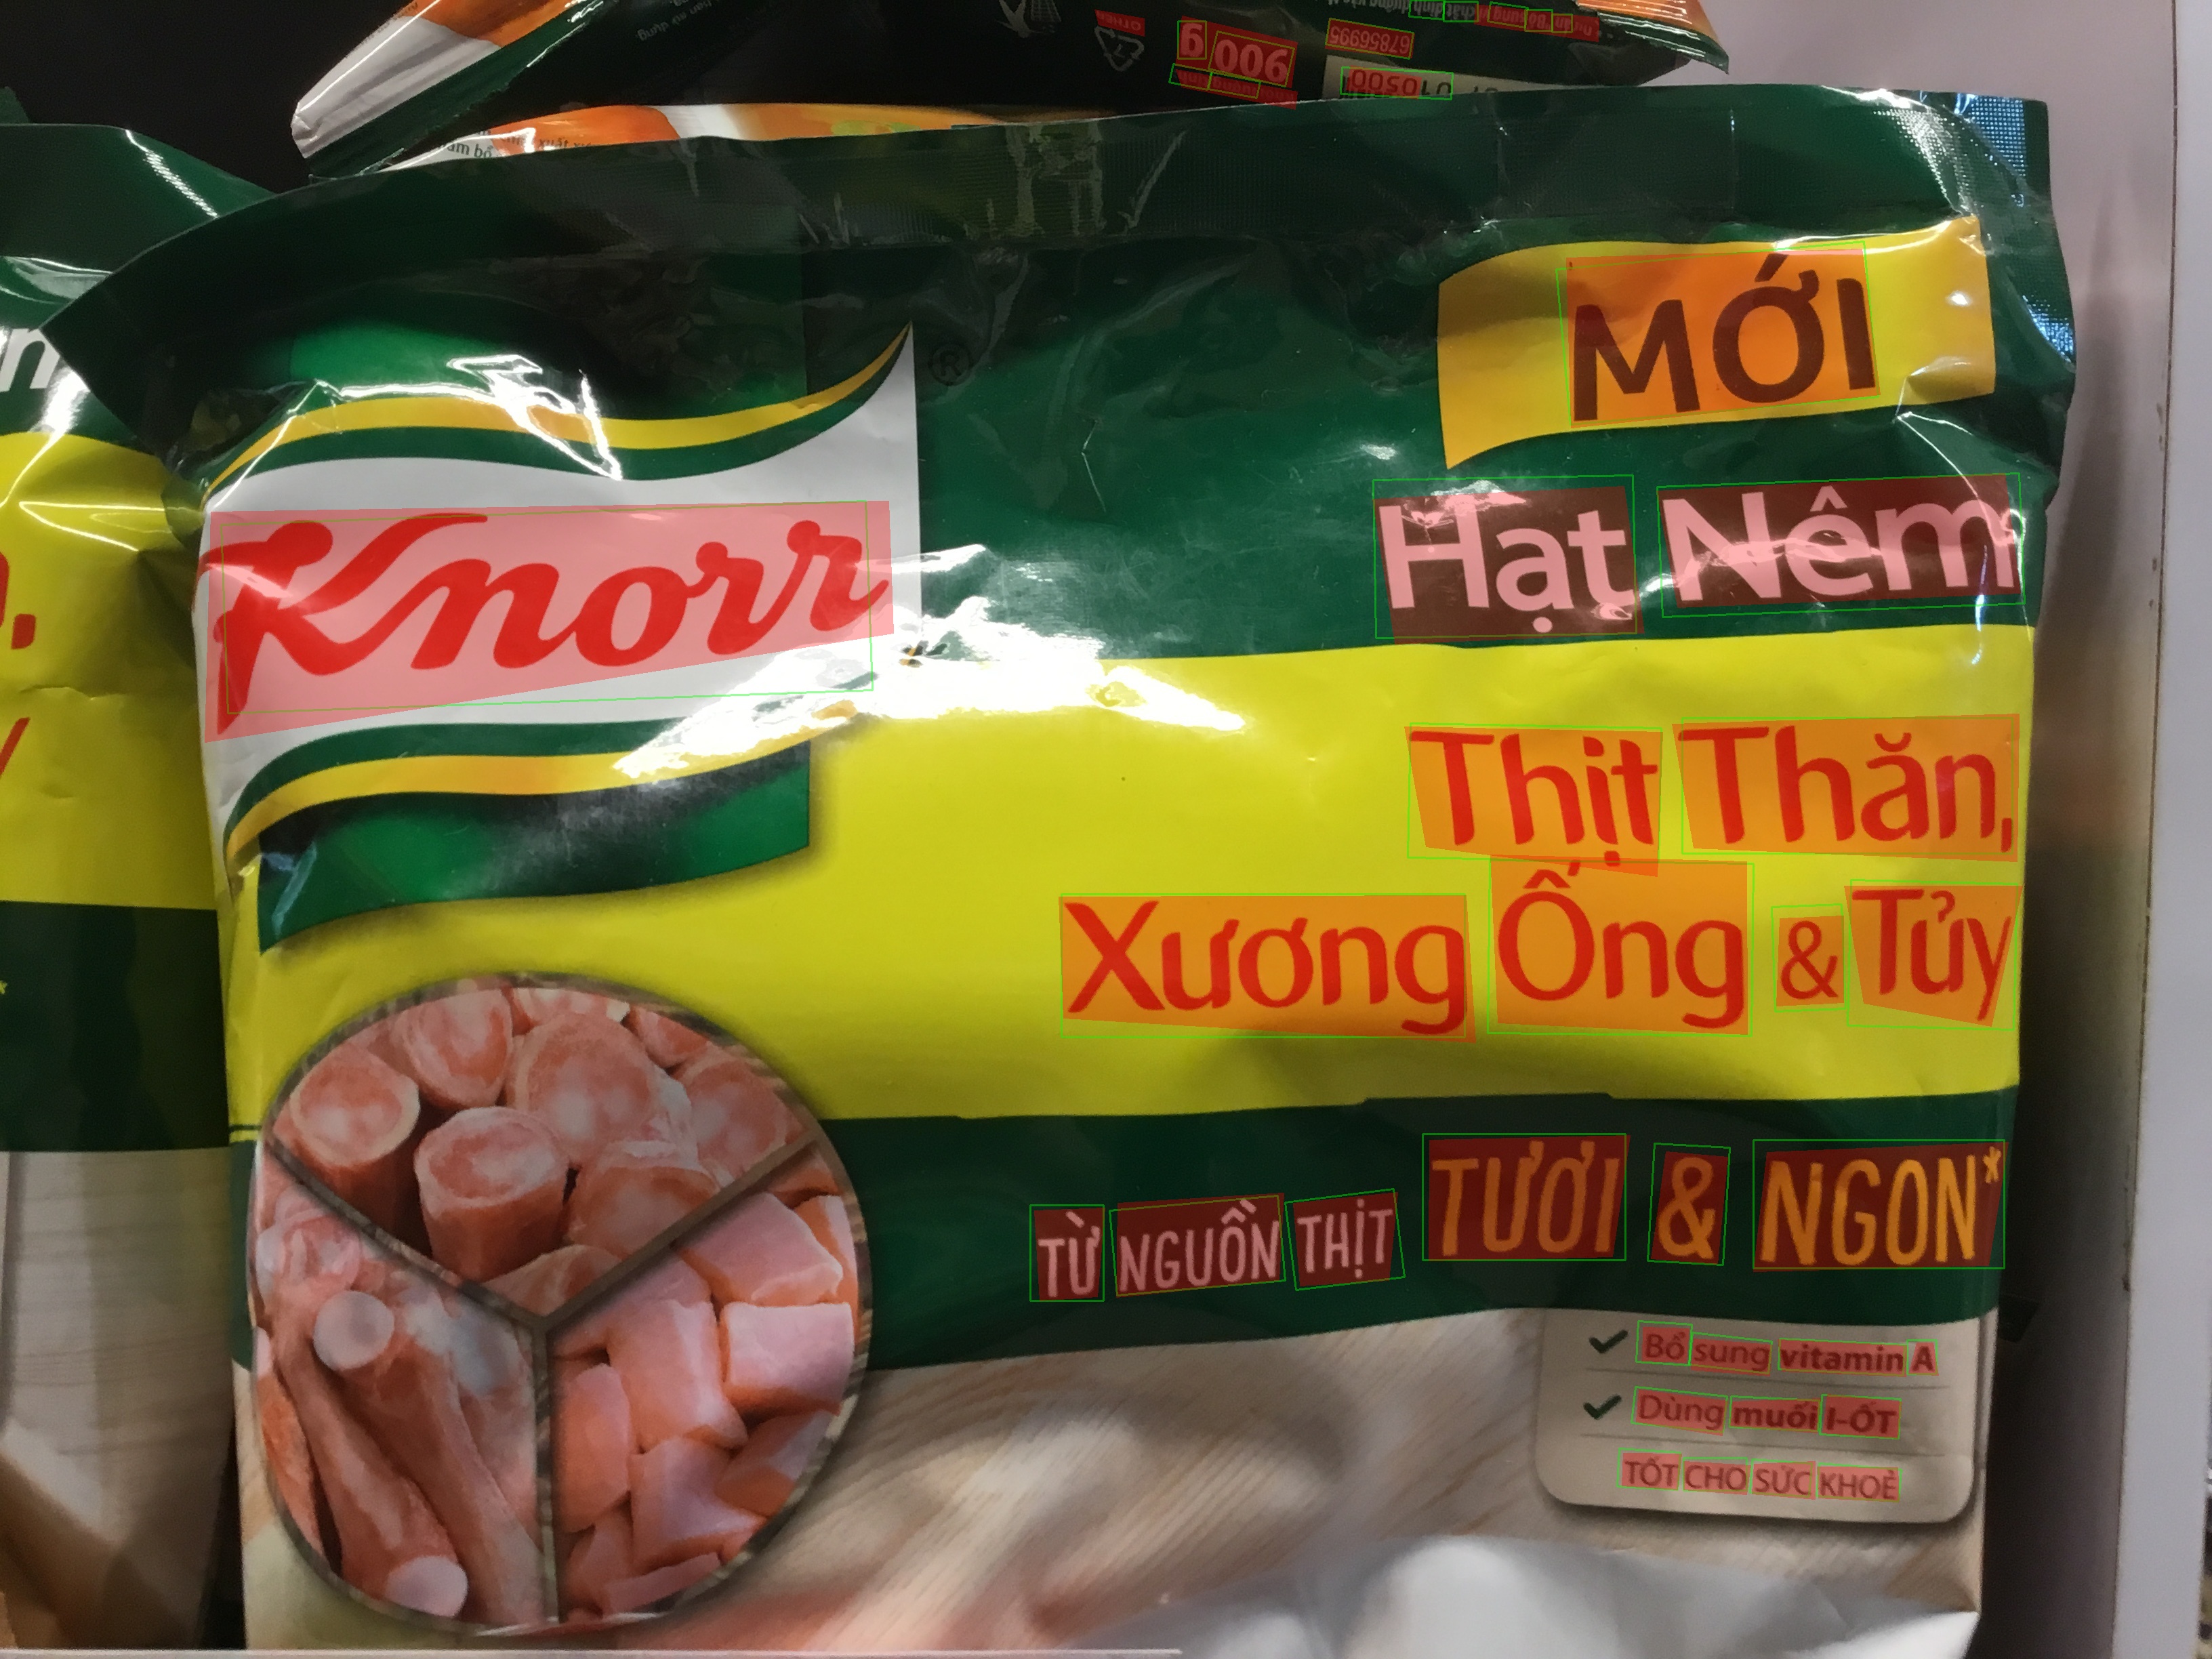 900 g
67856995
Knorr
®
MỚI
Hạt Nêm
Thịt Thăn,
Xương Ống & Tủy
TỪ NGUỒN THỊT TƯƠI & NGON*
Bổ sung vitamin A
Dùng muối I-ỐT
TỐT CHO SỨC KHOẺ